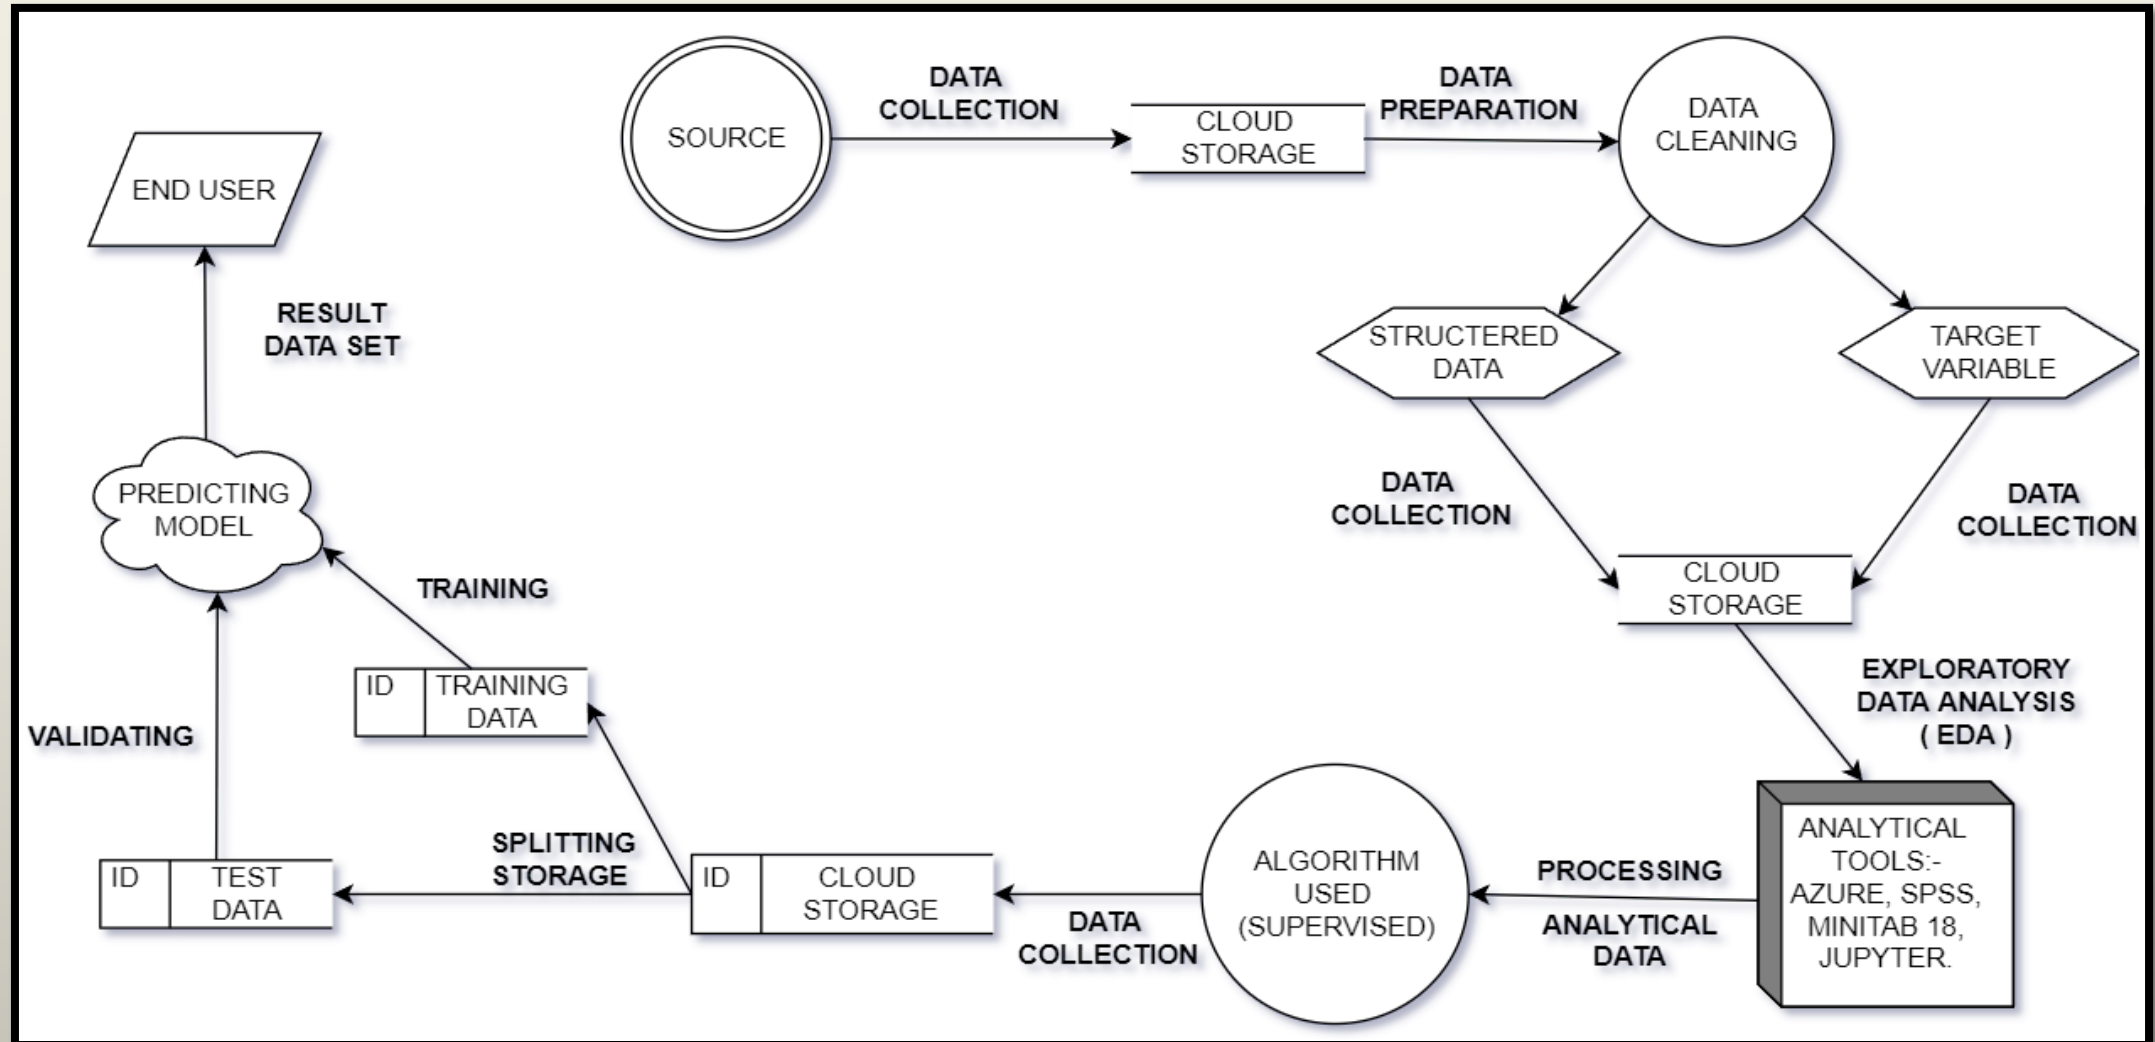 SOURCE
DATA
COLLECTION
CLOUD
STORAGE
DATA
PREPARATION
DATA
CLEANING
STRUCTERED
DATA
TARGET
VARIABLE
DATA
COLLECTION
DATA
COLLECTION
CLOUD
STORAGE
EXPLORATORY
DATA ANALYSIS
( EDA )
ANALYTICAL
TOOLS:-
AZURE, SPSS,
MINITAB 18,
JUPYTER.
PROCESSING
ANALYTICAL
DATA
ALGORITHM
USED
(SUPERVISED)
DATA
COLLECTION
ID
CLOUD
STORAGE
SPLITTING
STORAGE
ID
TRAINING
DATA
ID
TEST
DATA
TRAINING
VALIDATING
PREDICTING
MODEL
RESULT
DATA SET
END USER